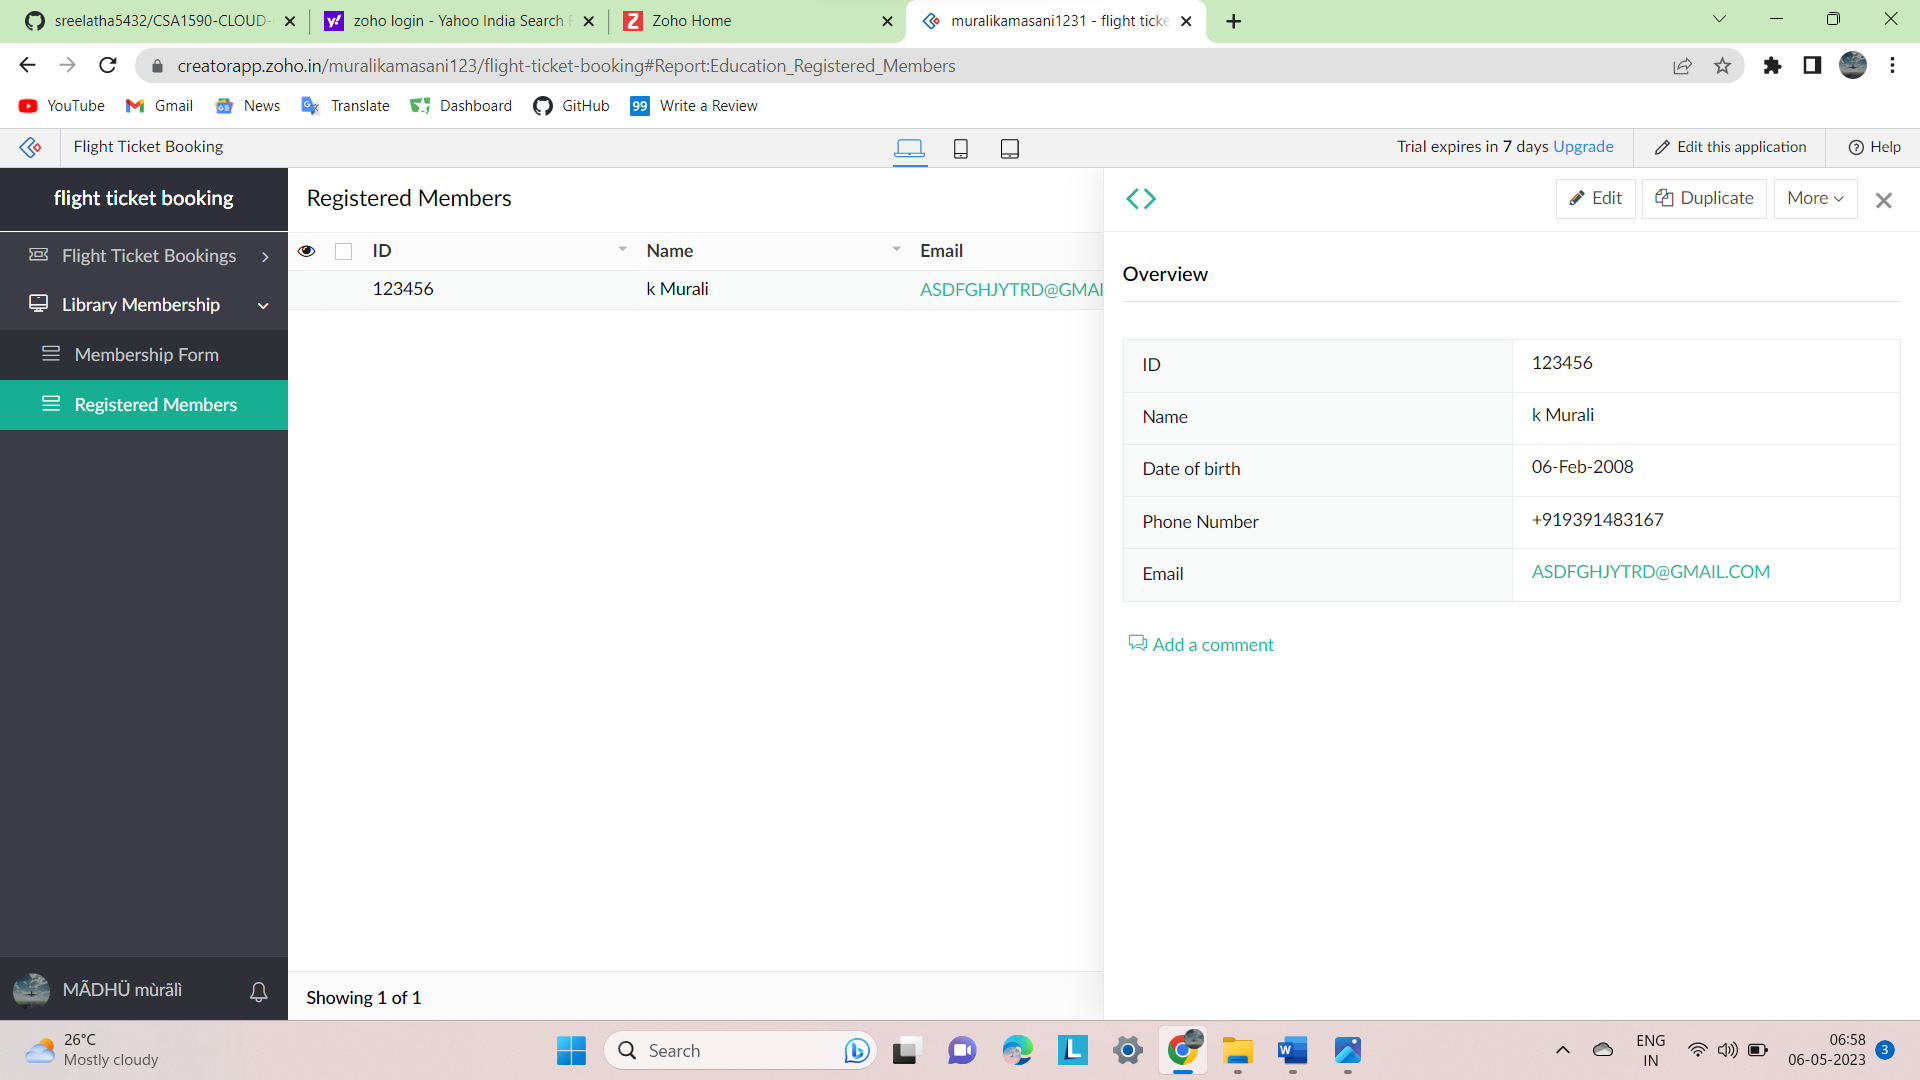 sreelatha5432/CSA1590-CLOUD-
zoho login - Yahoo India Search
Zoho Home
muralikamasani1231 - flight ticke
creatorapp.zoho.in/muralikamasani123/flight-ticket-booking#Report:Education_Registered_Members
YouTube Gmail News Translate Dashboard GitHub 99 Write a Review
Flight Ticket Booking
Trial expires in 7 days Upgrade
Edit this application
Help
flight ticket booking
Flight Ticket Bookings
Library Membership
Membership Form
Registered Members
Registered Members
ID Name Email
123456 k Murali ASDFGHJYTRD@GMAI
Showing 1 of 1
Edit Duplicate More
Overview
ID 123456
Name k Murali
Date of birth 06-Feb-2008
Phone Number +919391483167
Email ASDFGHJYTRD@GMAIL.COM
Add a comment
MÃDHÜ mùrãlì
26°C
Mostly cloudy
Search
ENG
IN
06:58
06-05-2023
3